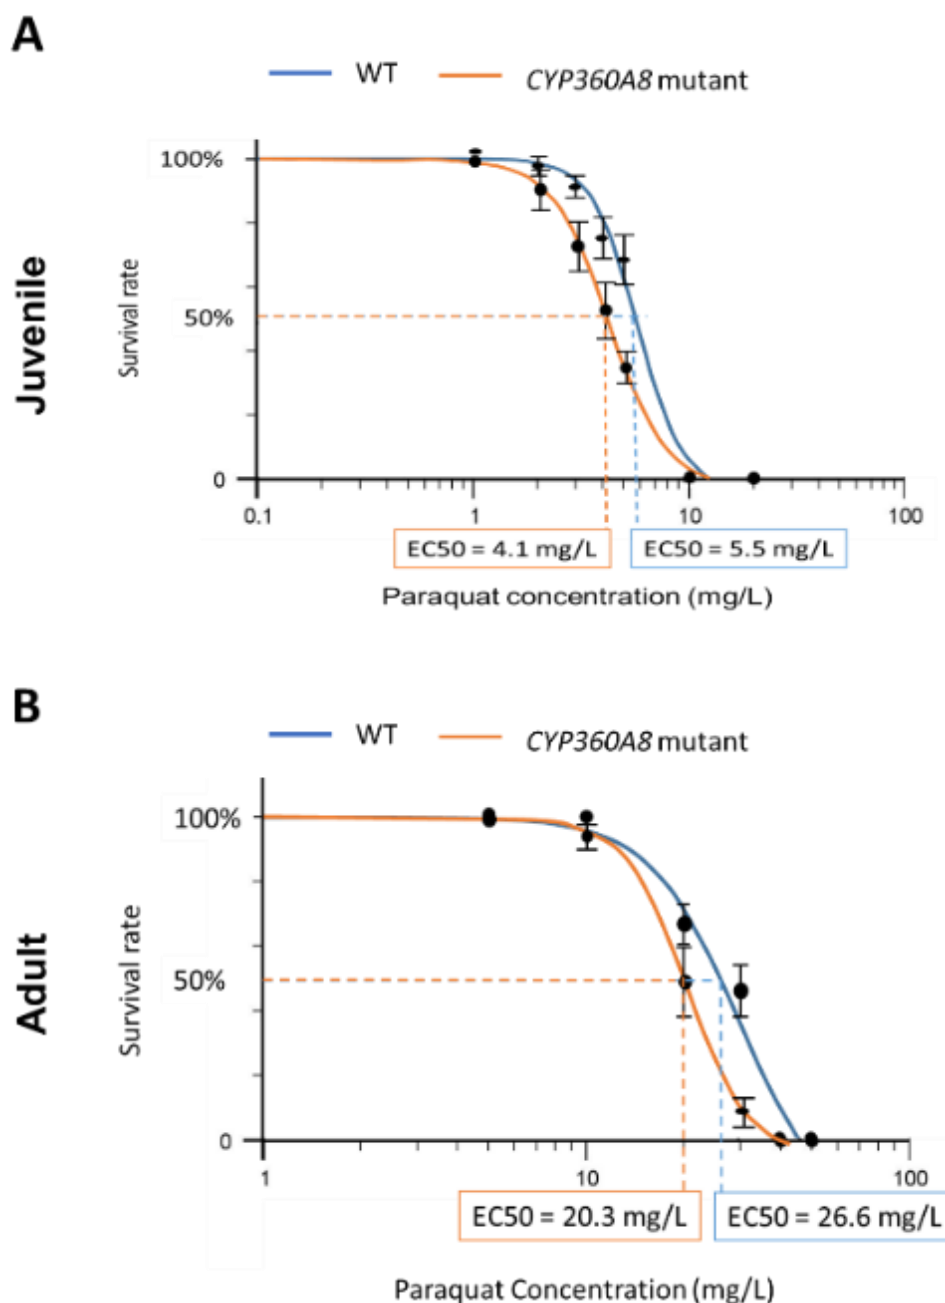 A
WT
CYP360A8 mutant
Juvenile
Survival rate
100%
50%
0
0.1
1
10
100
EC50 = 4.1 mg/L
EC50 = 5.5 mg/L
Paraquat concentration (mg/L)
B
WT
CYP360A8 mutant
Adult
Survival rate
100%
50%
0
1
10
100
EC50 = 20.3 mg/L
EC50 = 26.6 mg/L
Paraquat Concentration (mg/L)